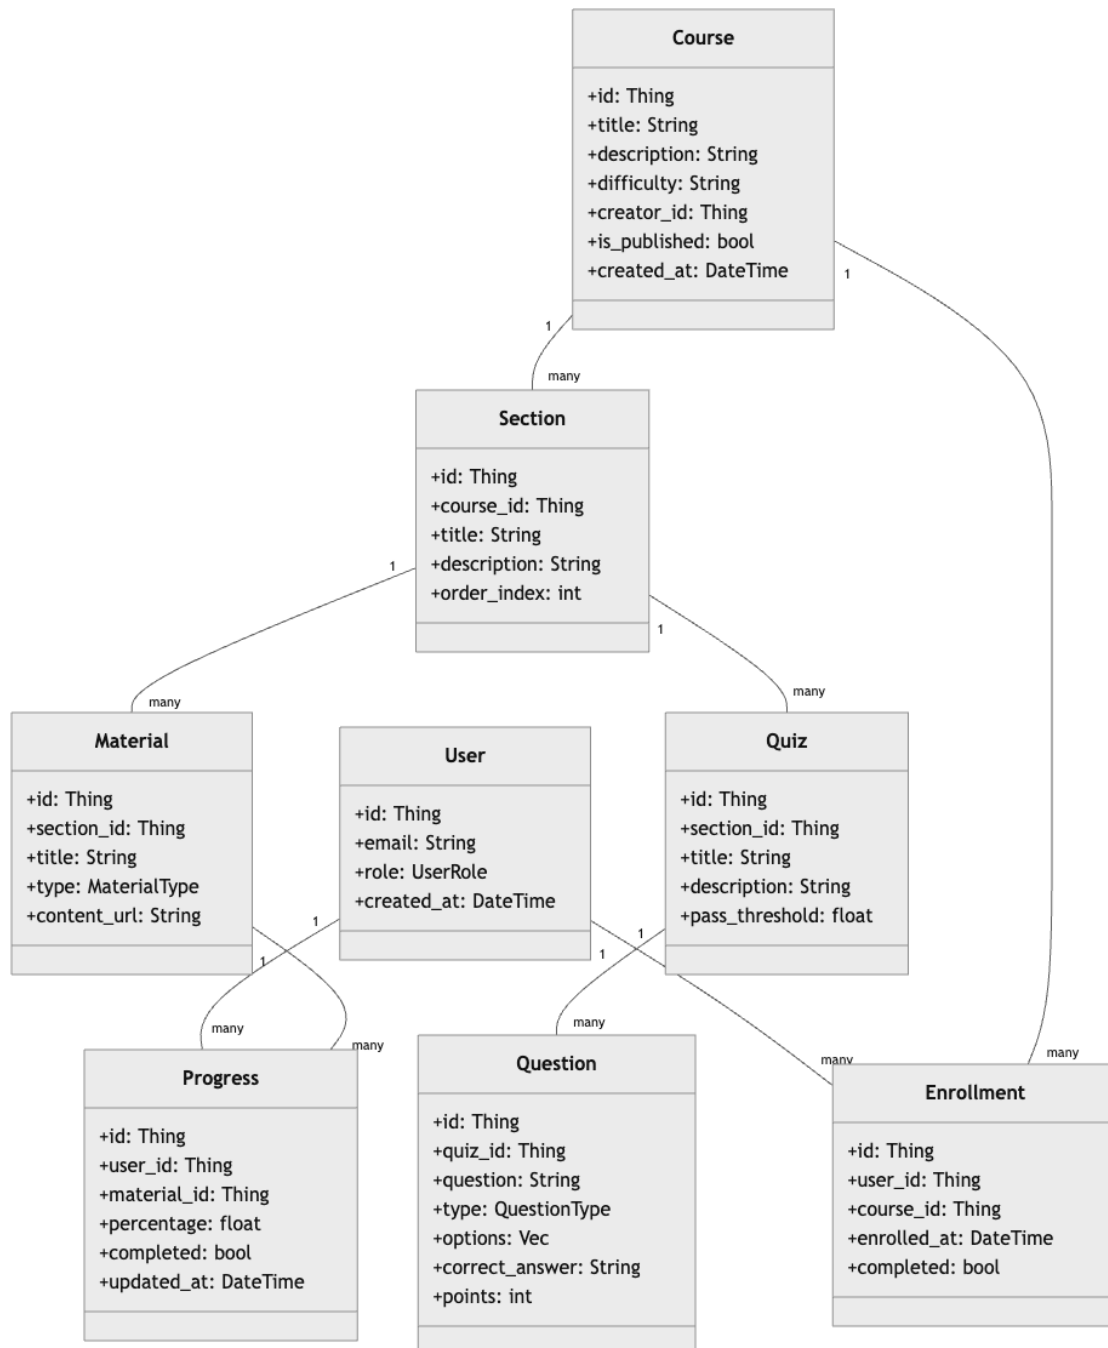 Course
+id: Thing
+title: String
+description: String
+difficulty: String
+creator_id: Thing
+is_published: bool
+created_at: DateTime
1
1
many
Section
+id: Thing
+course_id: Thing
+title: String
+description: String
+order_index: int
1
1
many
many
Material
+id: Thing
+section_id: Thing
+title: String
+type: MaterialType
+content_url: String
User
+id: Thing
+email: String
+role: UserRole
+created_at: DateTime
Quiz
+id: Thing
+section_id: Thing
+title: String
+description: String
+pass_threshold: float
1
1
1
1
many
many
many
many
many
Progress
+id: Thing
+user_id: Thing
+material_id: Thing
+percentage: float
+completed: bool
+updated_at: DateTime
Question
+id: Thing
+quiz_id: Thing
+question: String
+type: QuestionType
+options: Vec
+correct_answer: String
+points: int
Enrollment
+id: Thing
+user_id: Thing
+course_id: Thing
+enrolled_at: DateTime
+completed: bool